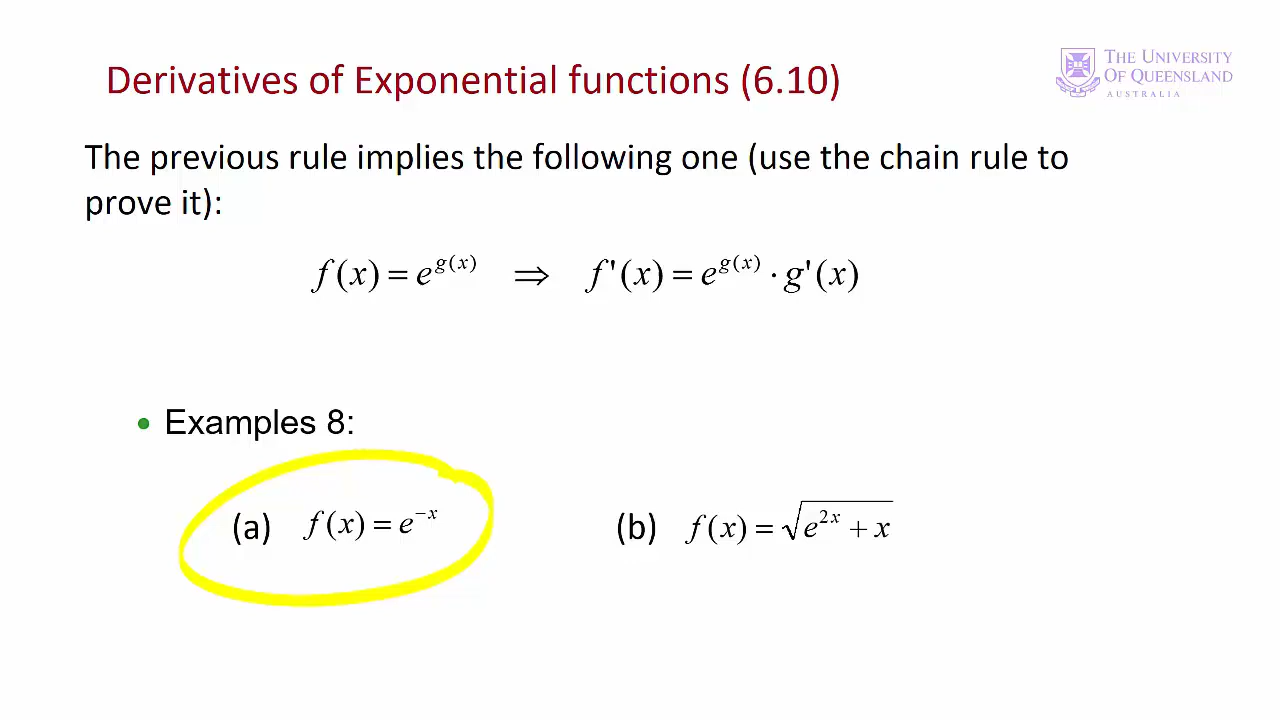 Derivatives of Exponential functions (6.10)
THE UNIVERSITY
OF QUEENSLAND
AUSTRALIA
The previous rule implies the following one (use the chain rule to
prove it):
f(x) = e^{g(x)} ⇒ f'(x) = e^{g(x)} · g'(x)
• Examples 8:
(a) f(x) = e^{-x} (b) f(x) = √(e^{2x} + x)